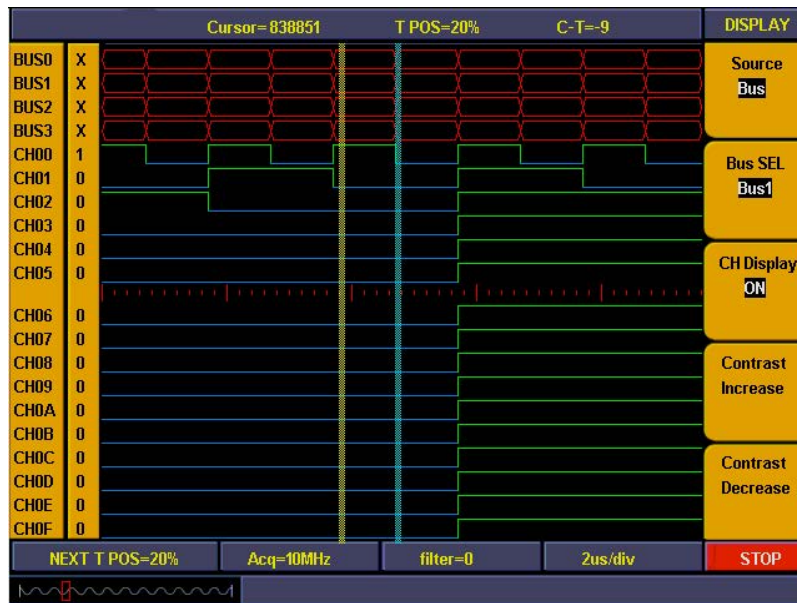 Cursor=838851 T POS=20% C-T=-9 DISPLAY
BUS0 X
BUS1 X
BUS2 X
BUS3 X
CH00 1
CH01 0
CH02 0
CH03 0
CH04 0
CH05 0
CH06 0
CH07 0
CH08 0
CH09 0
CH0A 0
CH0B 0
CH0C 0
CH0D 0
CH0E 0
CH0F 0
Source
Bus
Bus SEL
Bus1
CH Display
ON
Contrast
Increase
Contrast
Decrease
NEXT T POS=20% Acq=10MHz filter=0 2us/div STOP